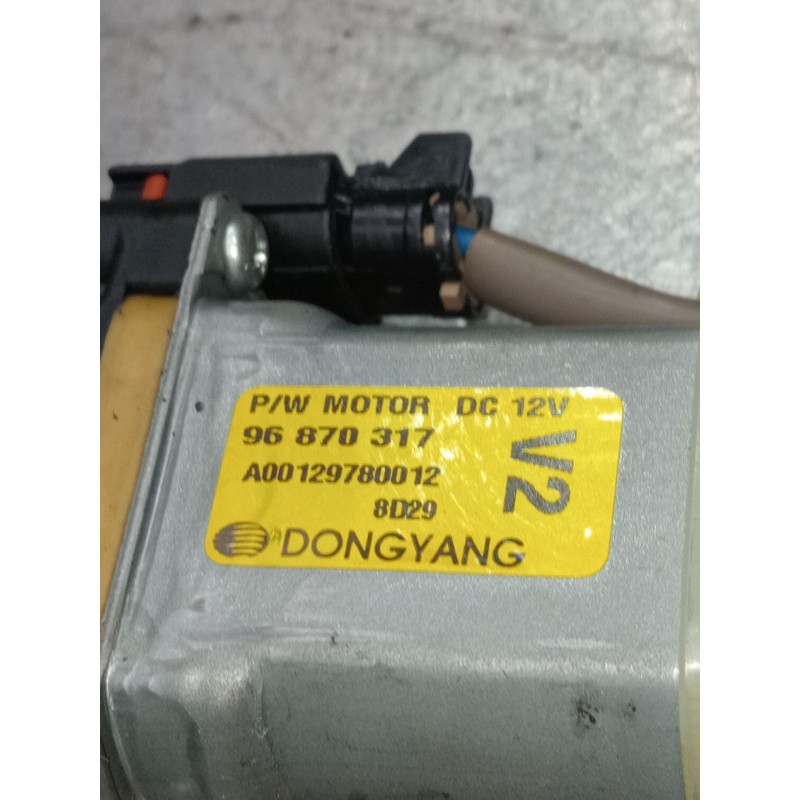 P/W MOTOR DC 12V
96 870 317
A00129780012
8D29
V2
DONGYANG